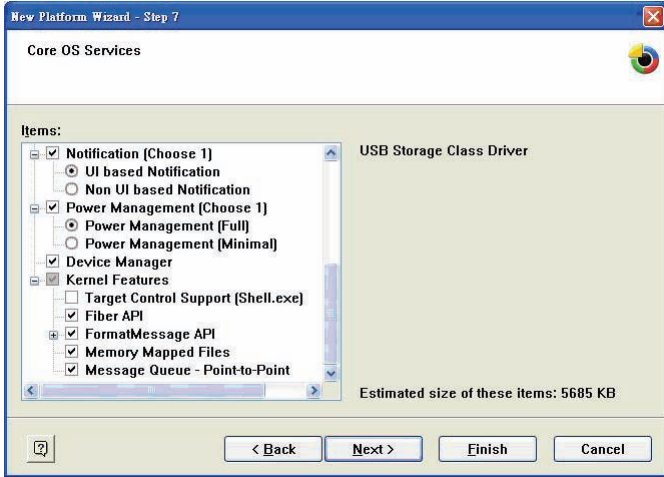 New Platform Wizard - Step 7
Core OS Services
Items:
Notification (Choose 1)
UI based Notification
Non UI based Notification
Power Management (Choose 1)
Power Management (Full)
Power Management (Minimal)
Device Manager
Kernel Features
Target Control Support (Shell.exe)
Fiber API
FormatMessage API
Memory Mapped Files
Message Queue - Point-to-Point
USB Storage Class Driver
Estimated size of these items: 5685 KB
< Back
Next >
Finish
Cancel